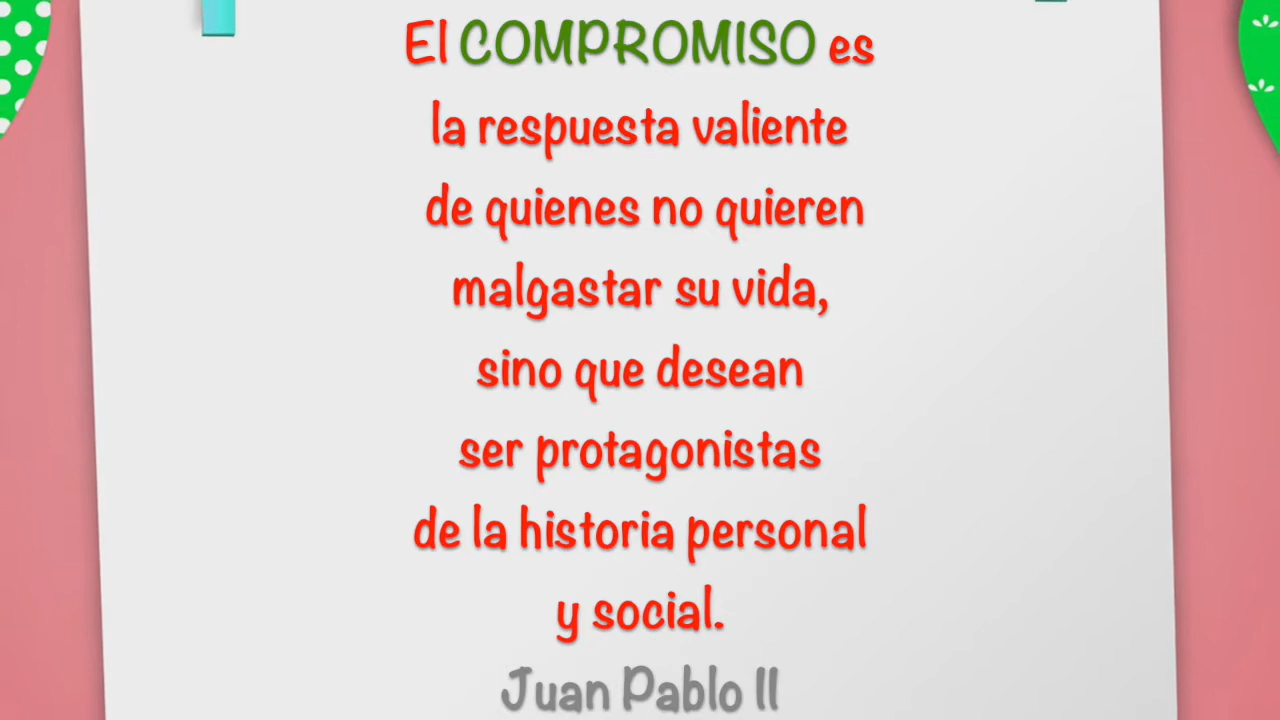 El COMPROMISO es
la respuesta valiente
de quienes no quieren
malgastar su vida,
sino que desean
ser protagonistas
de la historia personal
y social.
Juan Pablo II